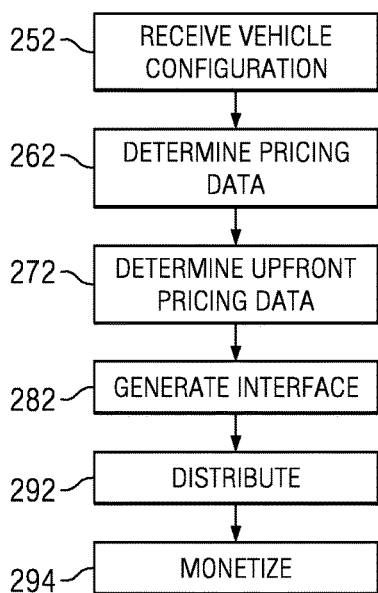 252
RECEIVE VEHICLE
CONFIGURATION
262
DETERMINE PRICING
DATA
272
DETERMINE UPFRONT
PRICING DATA
282
GENERATE INTERFACE
292
DISTRIBUTE
294
MONETIZE